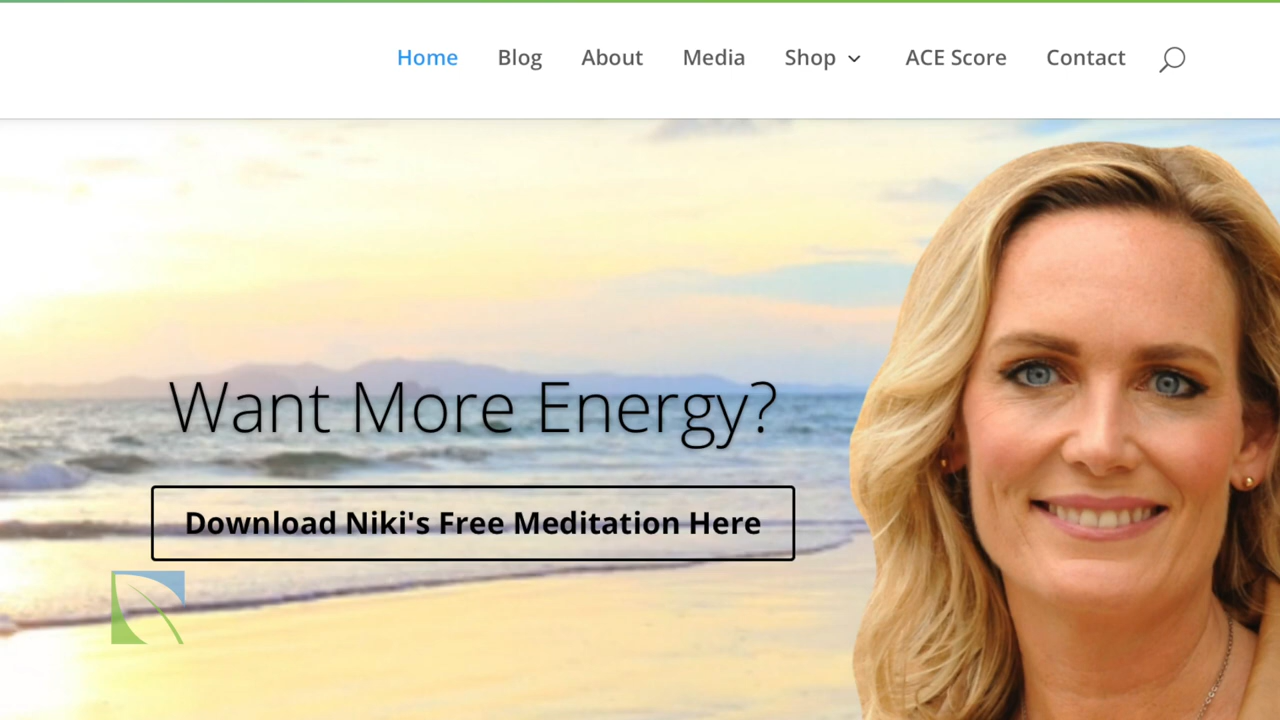 Home Blog About Media Shop ACE Score Contact
Want More Energy?
Download Niki's Free Meditation Here